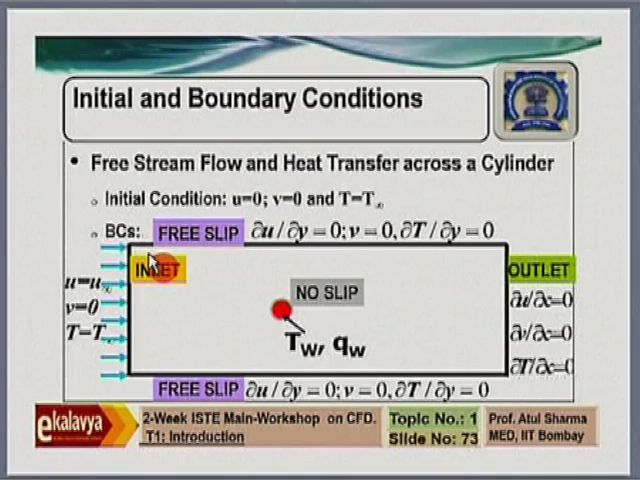 Initial and Boundary Conditions
• Free Stream Flow and Heat Transfer across a Cylinder
Initial Condition: u=0; v=0 and T=T∞
BCs: FREE SLIP ∂u/∂y=0;v=0,∂T/∂y=0
INLET
OUTLET
u=u∞
v=0
T=T∞
NO SLIP
Tw, qw
∂u/∂x=0
∂v/∂x=0
∂T/∂x=0
FREE SLIP ∂u/∂y=0;v=0,∂T/∂y=0
ekalavya
2-Week ISTE Main-Workshop on CFD.
T1: Introduction
Topic No.: 1
Slide No.: 73
Prof. Atul Sharma
MED, IIT Bombay